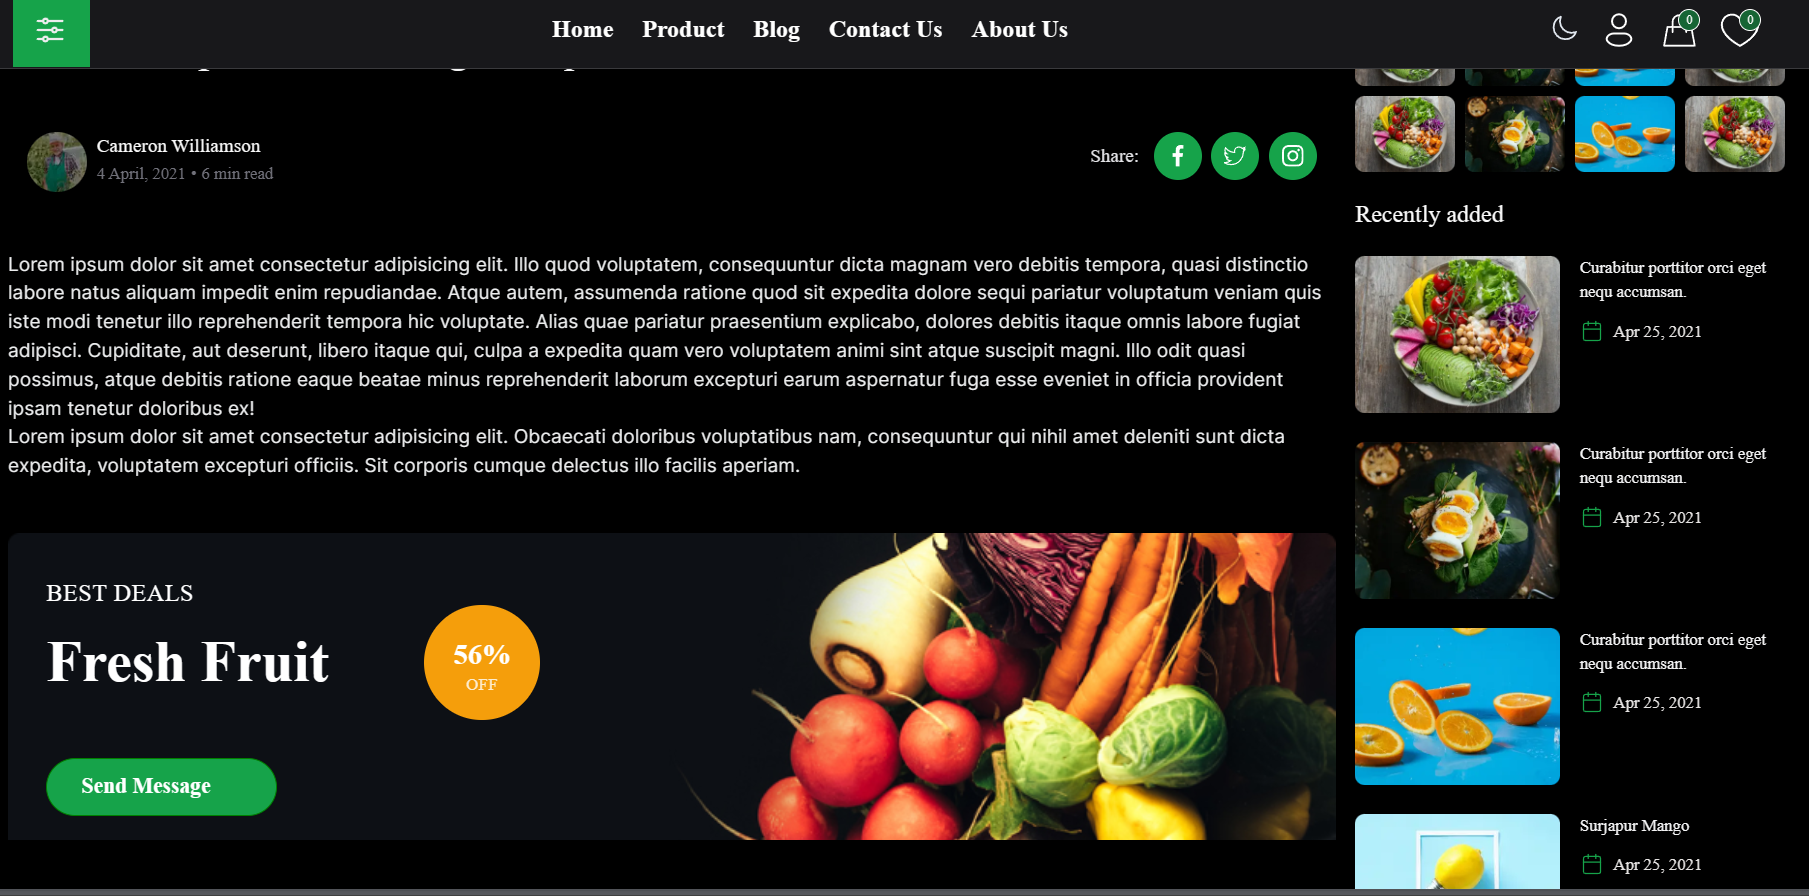 Home Product Blog Contact Us About Us
0
0
Cameron Williamson
4 April, 2021 • 6 min read
Share:
Lorem ipsum dolor sit amet consectetur adipisicing elit. Illo quod voluptatem, consequuntur dicta magnam vero debitis tempora, quasi distinctio
labore natus aliquam impedit enim repudiandae. Atque autem, assumenda ratione quod sit expedita dolore sequi pariatur voluptatum veniam quis
iste modi tenetur illo reprehenderit tempora hic voluptate. Alias quae pariatur praesentium explicabo, dolores debitis itaque omnis labore fugiat
adipisci. Cupiditate, aut deserunt, libero itaque qui, culpa a expedita quam vero voluptatem animi sint atque suscipit magni. Illo odit quasi
possimus, atque debitis ratione eaque beatae minus reprehenderit laborum excepturi earum aspernatur fuga esse eveniet in officia provident
ipsam tenetur doloribus ex!
Lorem ipsum dolor sit amet consectetur adipisicing elit. Obcaecati doloribus voluptatibus nam, consequuntur qui nihil amet deleniti sunt dicta
expedita, voluptatem excepturi officiis. Sit corporis cumque delectus illo facilis aperiam.
BEST DEALS
Fresh Fruit
56%
OFF
Send Message
Recently added
Curabitur porttitor orci eget
nequ accumsan.
Apr 25, 2021
Curabitur porttitor orci eget
nequ accumsan.
Apr 25, 2021
Curabitur porttitor orci eget
nequ accumsan.
Apr 25, 2021
Surjapur Mango
Apr 25, 2021